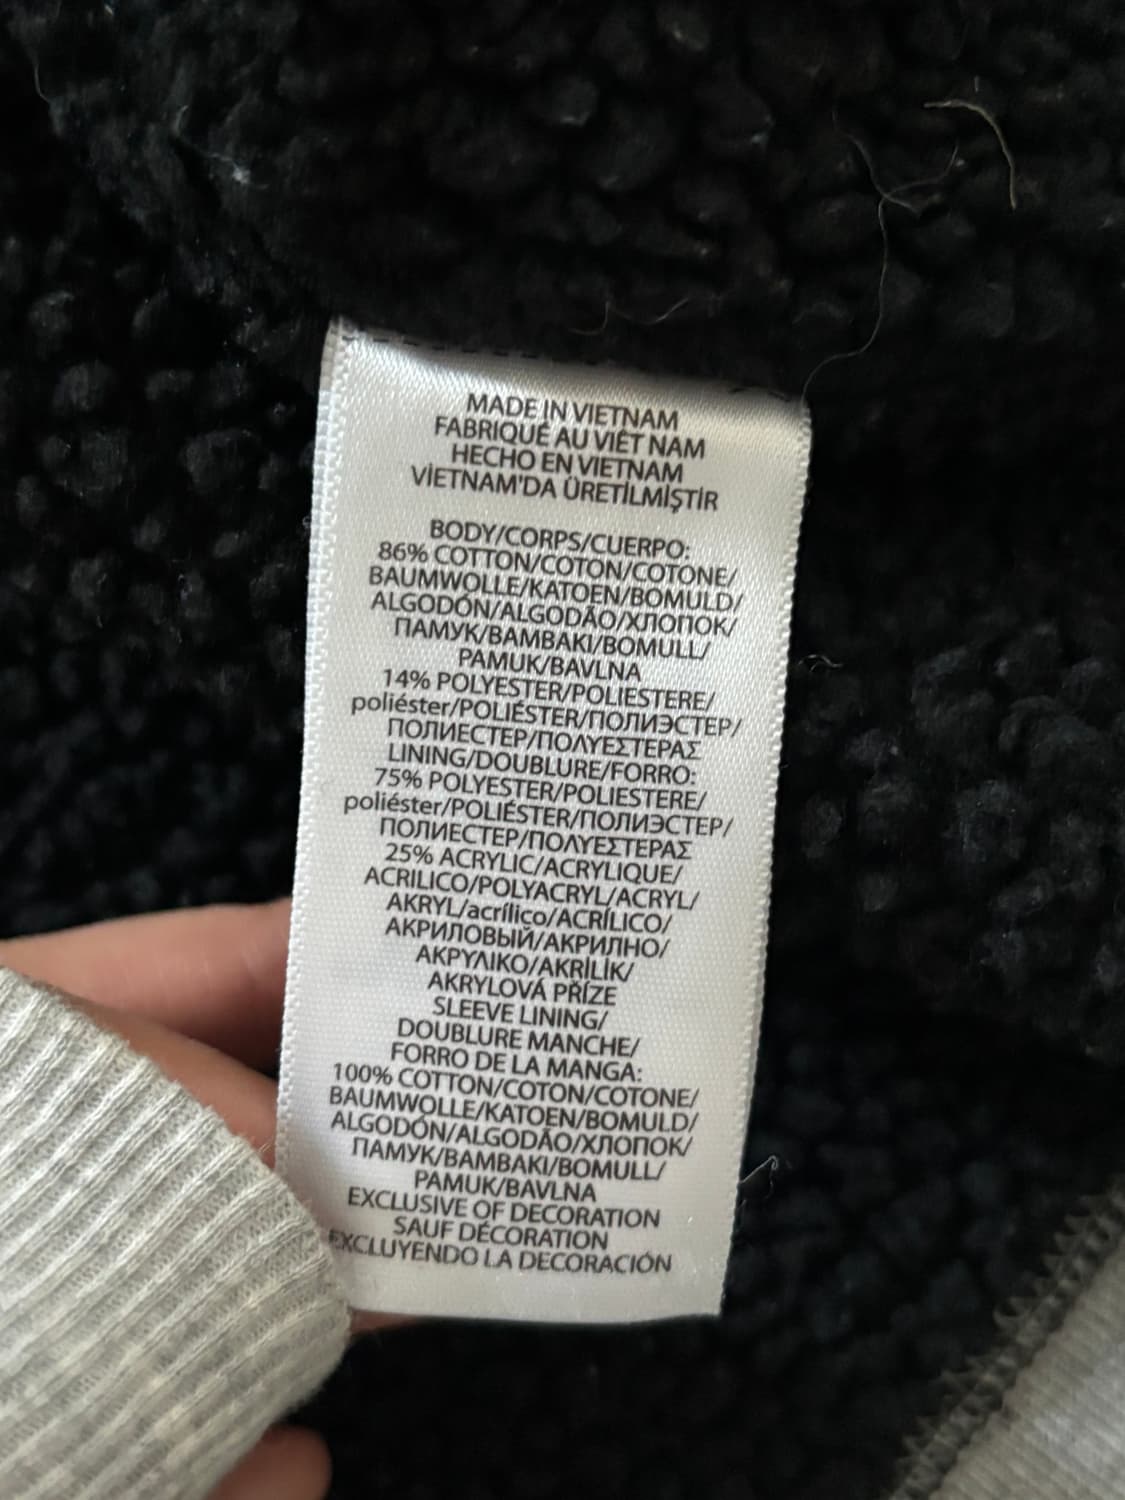 MADE IN VIETNAM
FABRIQUÉ AU VIÊT NAM
HECHO EN VIETNAM
VİETNAM'DA ÜRETİLMİŞTİR
BODY/CORPS/CUERPO:
86% COTTON/COTON/COTONE/
BAUMWOLLE/KATOEN/BOMULD/
ALGODÓN/ALGODÃO/ХЛОПОК/
ПАМУК/ΒΑΜΒΑΚΙ/BOMULL/
PAMUK/BAVLNA
14% POLYESTER/POLIESTERE/
poliéster/POLIÉSTER/ПОЛИЭСТЕР/
ПОЛИЕСТЕР/ΠΟΛΥΕΣΤΕΡΑΣ
LINING/DOUBLURE/FORRO:
75% POLYESTER/POLIESTERE/
poliéster/POLIÉSTER/ПОЛИЭСТЕР/
ПОЛИЕСТЕР/ΠΟΛΥΕΣΤΕΡΑΣ
25% ACRYLIC/ACRYLIQUE/
ACRILICO/POLYACRYL/ACRYL/
AKRYL/acrílico/ACRÍLICO/
АКРИЛОВЫЙ/АКРИЛНО/
ΑΚΡΥΛΙΚΟ/AKRİLİK/
AKRYLOVÁ PŘÍZE
SLEEVE LINING/
DOUBLURE MANCHE/
FORRO DE LA MANGA:
100% COTTON/COTON/COTONE/
BAUMWOLLE/KATOEN/BOMULD/
ALGODÓN/ALGODÃO/ХЛОПОК/
ПАМУК/ΒΑΜΒΑΚΙ/BOMULL/
PAMUK/BAVLNA
EXCLUSIVE OF DECORATION
SAUF DÉCORATION
EXCLUYENDO LA DECORACIÓN